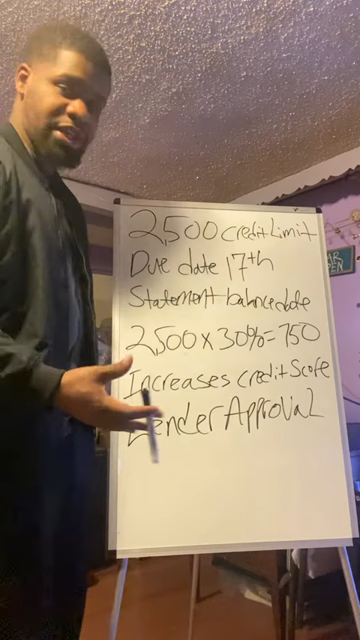 2,500 credit Limit
Due date 17th
Statement balance date
2,500 x 30% = 750
Increases credit Score
Lender Approval